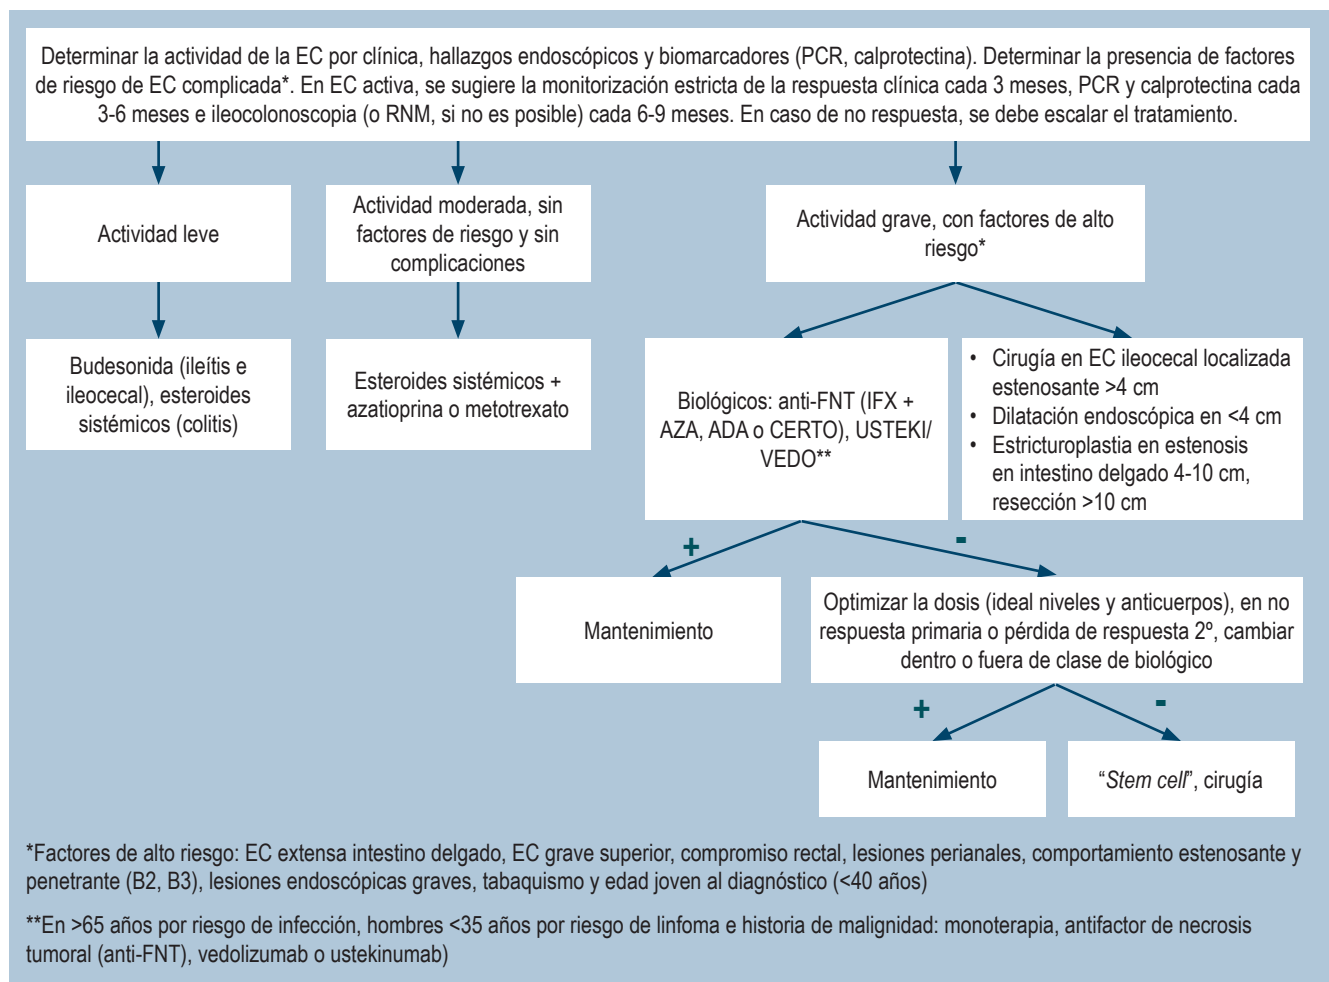 Determinar la actividad de la EC por clínica, hallazgos endoscópicos y biomarcadores (PCR, calprotectina). Determinar la presencia de factores
de riesgo de EC complicada*. En EC activa, se sugiere la monitorización estricta de la respuesta clínica cada 3 meses, PCR y calprotectina cada
3-6 meses e ileocolonoscopia (o RNM, si no es posible) cada 6-9 meses. En caso de no respuesta, se debe escalar el tratamiento.
Actividad leve
Actividad moderada, sin
factores de riesgo y sin
complicaciones
Actividad grave, con factores de alto
riesgo*
Budesonida (ileítis e
ileocecal), esteroides
sistémicos (colitis)
Esteroides sistémicos +
azatioprina o metotrexato
Biológicos: anti-FNT (IFX +
AZA, ADA o CERTO), USTEKI/
VEDO**
• Cirugía en EC ileocecal localizada
estenosante >4 cm
• Dilatación endoscópica en <4 cm
• Estricturoplastia en estenosis
en intestino delgado 4-10 cm,
resección >10 cm
+
-
Mantenimiento
Optimizar la dosis (ideal niveles y anticuerpos), en no
respuesta primaria o pérdida de respuesta 2º, cambiar
dentro o fuera de clase de biológico
+
-
Mantenimiento
“Stem cell”, cirugía
*Factores de alto riesgo: EC extensa intestino delgado, EC grave superior, compromiso rectal, lesiones perianales, comportamiento estenosante y
penetrante (B2, B3), lesiones endoscópicas graves, tabaquismo y edad joven al diagnóstico (<40 años)
**En >65 años por riesgo de infección, hombres <35 años por riesgo de linfoma e historia de malignidad: monoterapia, antifactor de necrosis
tumoral (anti-FNT), vedolizumab o ustekinumab)